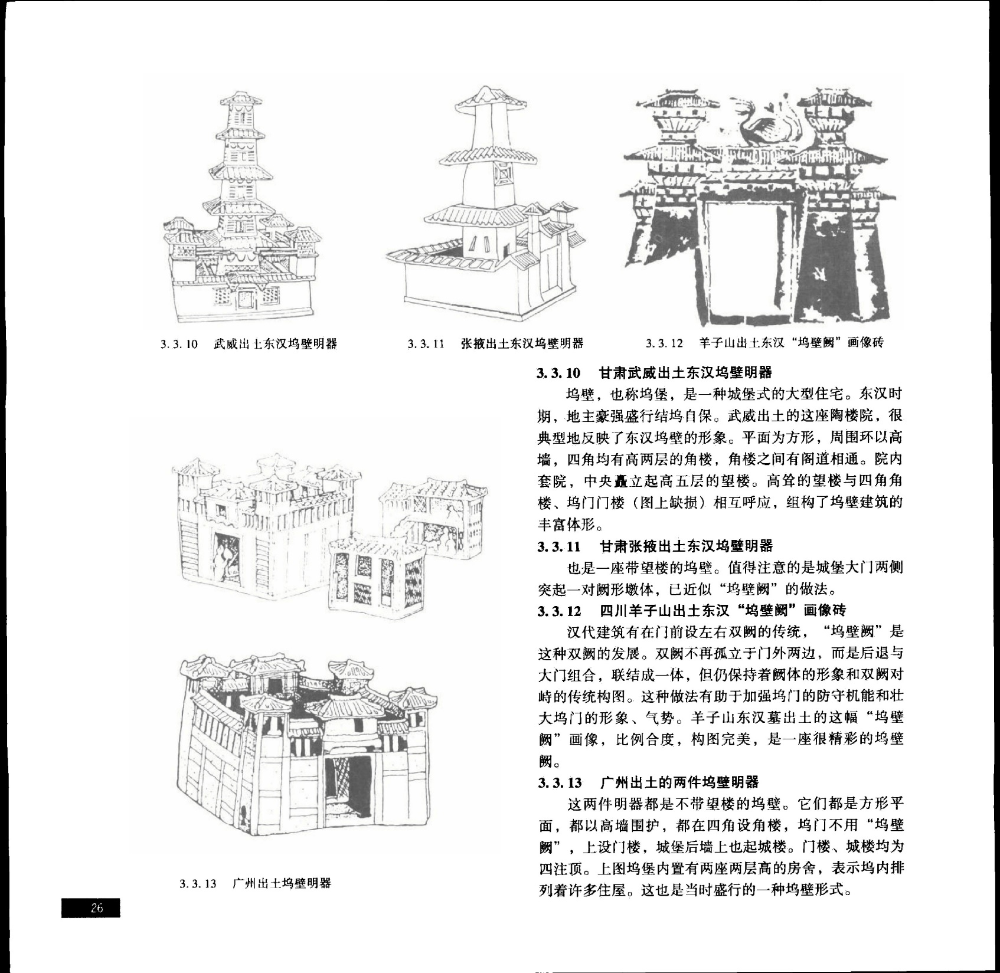 3.3.10 武威出土东汉坞壁明器
3.3.11 张掖出土东汉坞壁明器
3.3.12 羊子山出土东汉“坞壁阙”画像砖
3.3.10 甘肃武威出土东汉坞壁明器
坞壁，也称坞堡，是一种城堡式的大型住宅。东汉时
期，地主豪强盛行结坞自保。武威出土的这座陶楼院，很
典型地反映了东汉坞壁的形象。平面为方形，周围环以高
墙，四角均有高两层的角楼，角楼之间有阁道相通。院内
套院，中央矗立起高五层的望楼。高耸的望楼与四角角
楼、坞门门楼（图上缺损）相互呼应，组构了坞壁建筑的
丰富体形。
3.3.11 甘肃张掖出土东汉坞壁明器
也是一座带望楼的坞壁。值得注意的是城堡大门两侧
突起一对阙形墩体，已近似“坞壁阙”的做法。
3.3.12 四川羊子山出土东汉“坞壁阙”画像砖
汉代建筑有在门前设左右双阙的传统，“坞壁阙”是
这种双阙的发展。双阙不再孤立于门外两边，而是后退与
大门组合，联结成一体，但仍保持着阙体的形象和双阙对
峙的传统构图。这种做法有助于加强坞门的防守机能和壮
大坞门的形象、气势。羊子山东汉墓出土的这幅“坞壁
阙”画像，比例合度，构图完美，是一座很精彩的坞壁
阙。
3.3.13 广州出土的两件坞壁明器
这两件明器都是不带望楼的坞壁。它们都是方形平
面，都以高墙围护，都在四角设角楼，坞门不用“坞壁
阙”，上设门楼，城堡后墙上也起城楼。门楼、城楼均为
四注顶。上图坞堡内置有两座两层高的房舍，表示坞内排
列着许多住屋。这也是当时盛行的一种坞壁形式。
3.3.13 广州出土坞壁明器
26